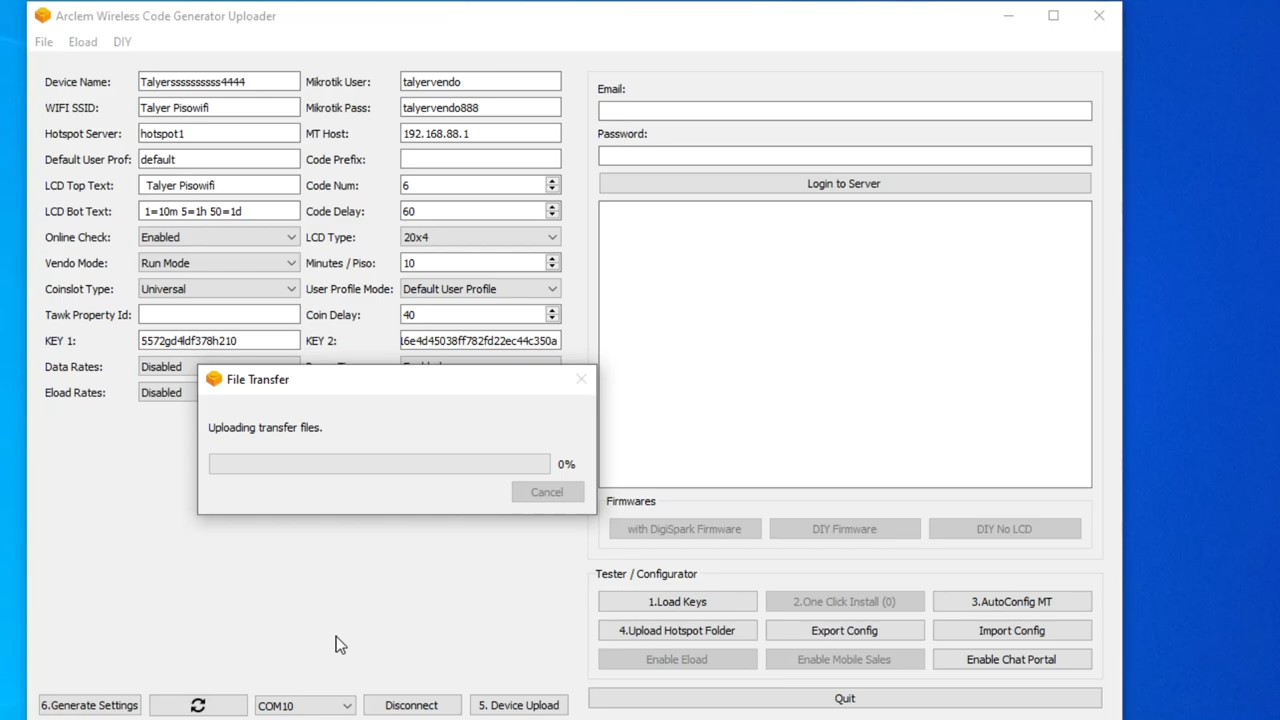 Arclem Wireless Code Generator Uploader
File Eload DIY
Device Name: Talyerssssssssss4444 Mikrotik User: talyervendo
WIFI SSID: Talyer Pisowifi Mikrotik Pass: talyervendo888
Hotspot Server: hotspot1 MT Host: 192.168.88.1
Default User Prof: default Code Prefix:
LCD Top Text: Talyer Pisowifi Code Num: 6
LCD Bot Text: 1=10m 5=1h 50=1d Code Delay: 60
Online Check: Enabled LCD Type: 20x4
Vendo Mode: Run Mode Minutes / Piso: 10
Coinslot Type: Universal User Profile Mode: Default User Profile
Tawk Property Id: Coin Delay: 40
KEY 1: 5572gd4ldf378h210 KEY 2: l6e4d45038ff782fd22ec44c350a
Data Rates: Disabled
Eload Rates: Disabled
File Transfer
Uploading transfer files.
0%
Cancel
Email:
Password:
Login to Server
Firmwares
with DigiSpark Firmware DIY Firmware DIY No LCD
Tester / Configurator
1.Load Keys 2.One Click Install (0) 3.AutoConfig MT
4.Upload Hotspot Folder Export Config Import Config
Enable Eload Enable Mobile Sales Enable Chat Portal
6.Generate Settings COM10 Disconnect 5. Device Upload Quit